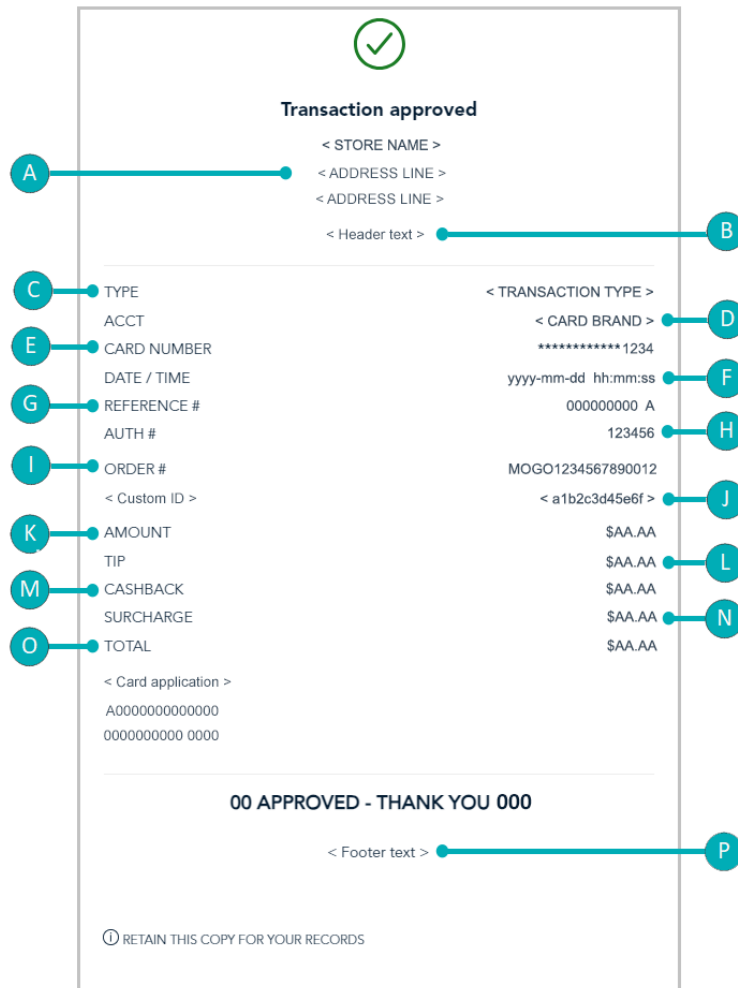 Transaction approved
< STORE NAME >
A < ADDRESS LINE >
< ADDRESS LINE >
< Header text > B
C TYPE < TRANSACTION TYPE >
ACCT < CARD BRAND > D
E CARD NUMBER ************1234
DATE / TIME yyyy-mm-dd hh:mm:ss F
G REFERENCE # 000000000 A
AUTH # 123456 H
I ORDER # MOGO1234567890012
< Custom ID > < a1b2c3d45e6f > J
K AMOUNT $AA.AA
TIP $AA.AA L
M CASHBACK $AA.AA
SURCHARGE $AA.AA N
O TOTAL $AA.AA
< Card application >
A0000000000000
0000000000 0000
00 APPROVED - THANK YOU 000
< Footer text > P
RETAIN THIS COPY FOR YOUR RECORDS